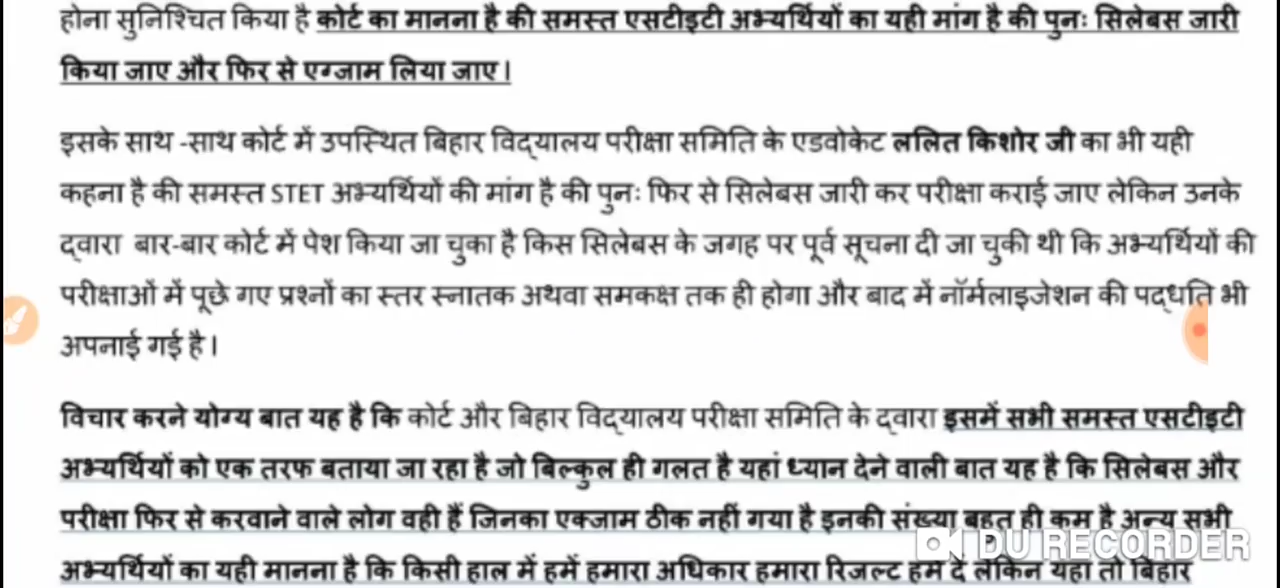 होना सुनिश्चित किया है कोर्ट का मानना है की समस्त एसटीइटी अभ्यर्थियों का यही मांग है की पुनः सिलेबस जारी
किया जाए और फिर से एग्जाम लिया जाए।
इसके साथ -साथ कोर्ट में उपस्थित बिहार विद्यालय परीक्षा समिति के एडवोकेट ललित किशोर जी का भी यही
कहना है की समस्त STET अभ्यर्थियों की मांग है की पुनः फिर से सिलेबस जारी कर परीक्षा कराई जाए लेकिन उनके
द्वारा बार-बार कोर्ट में पेश किया जा चुका है किस सिलेबस के जगह पर पूर्व सूचना दी जा चुकी थी कि अभ्यर्थियों की
परीक्षाओं में पूछे गए प्रश्नों का स्तर स्नातक अथवा समकक्ष तक ही होगा और बाद में नॉर्मलाइजेशन की पद्धति भी
अपनाई गई है।
विचार करने योग्य बात यह है कि कोर्ट और बिहार विद्यालय परीक्षा समिति के द्वारा इसमें सभी समस्त एसटीइटी
अभ्यर्थियों को एक तरफ बताया जा रहा है जो बिल्कुल ही गलत है यहां ध्यान देने वाली बात यह है कि सिलेबस और
परीक्षा फिर से करवाने वाले लोग वही हैं जिनका एक्जाम ठीक नहीं गया है इनकी संख्या बहुत ही कम है अन्य सभी
अभ्यर्थियों का यही मानना है कि किसी हाल में हमें हमारा अधिकार हमारा रिजल्ट हमें दे लेकिन यहां तो बिहार
DU RECORDER